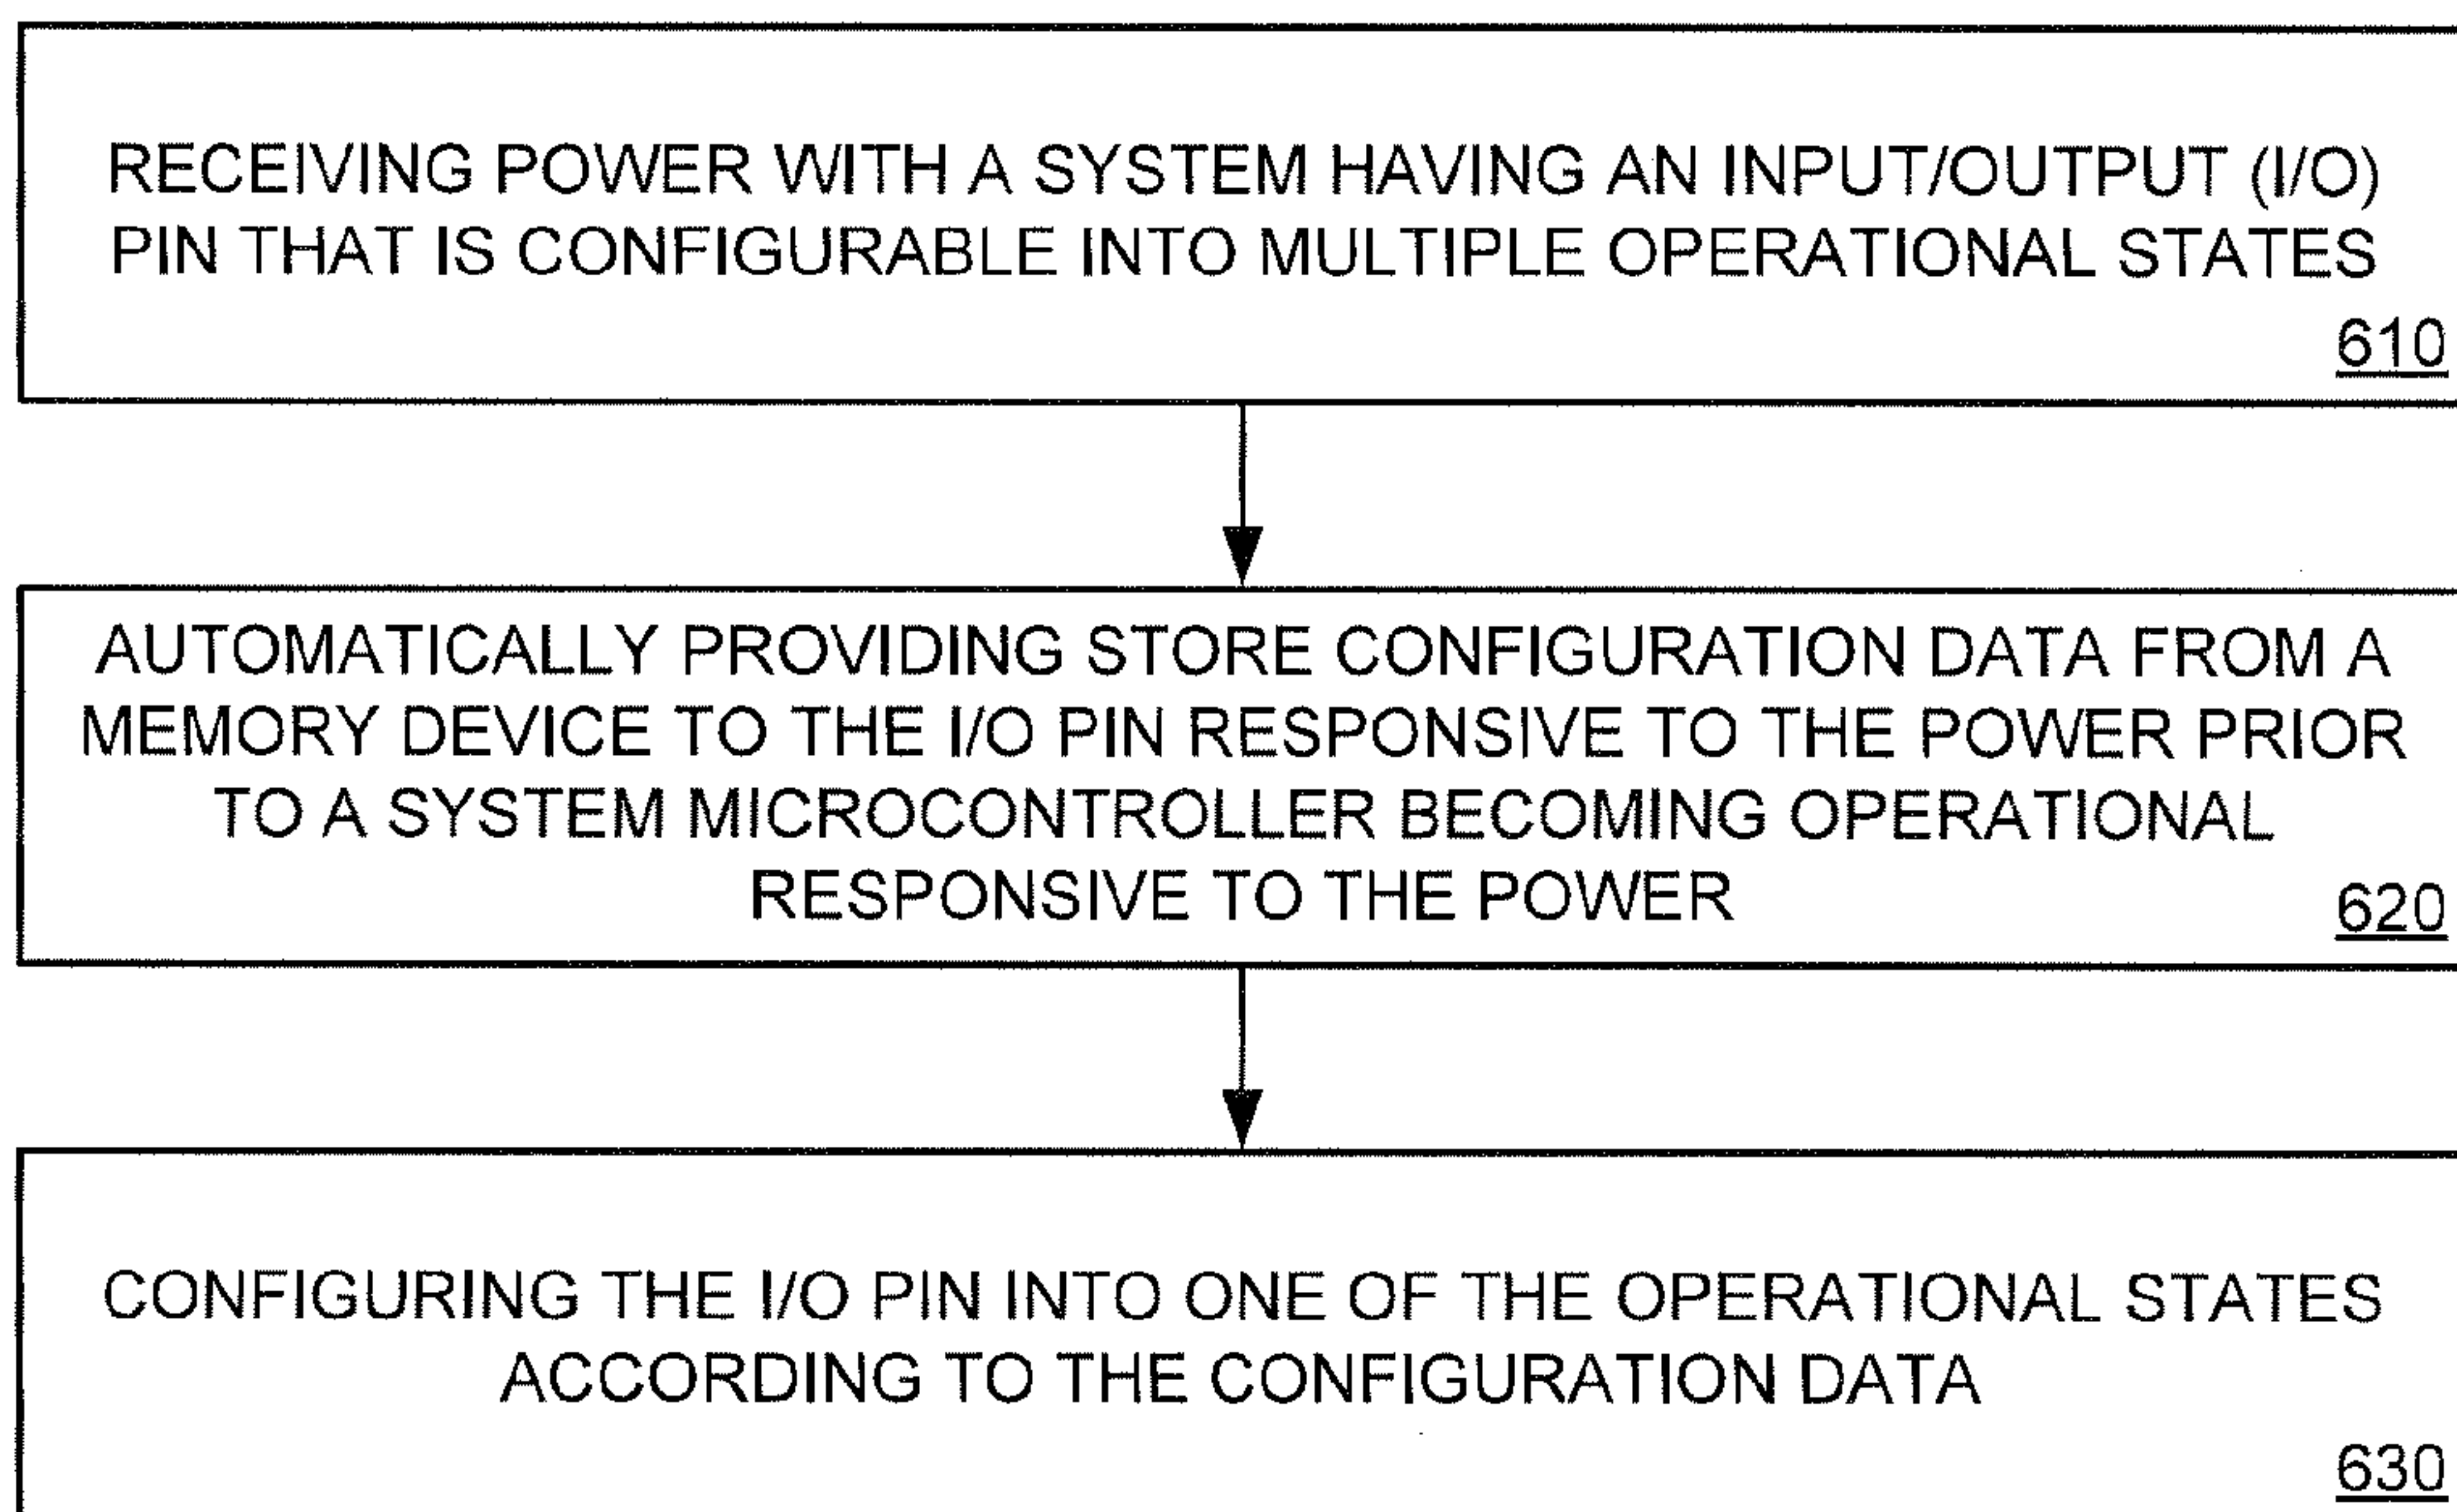 RECEIVING POWER WITH A SYSTEM HAVING AN INPUT/OUTPUT (I/O)
PIN THAT IS CONFIGURABLE INTO MULTIPLE OPERATIONAL STATES
610
AUTOMATICALLY PROVIDING STORE CONFIGURATION DATA FROM A
MEMORY DEVICE TO THE I/O PIN RESPONSIVE TO THE POWER PRIOR
TO A SYSTEM MICROCONTROLLER BECOMING OPERATIONAL
RESPONSIVE TO THE POWER
620
CONFIGURING THE I/O PIN INTO ONE OF THE OPERATIONAL STATES
ACCORDING TO THE CONFIGURATION DATA
630